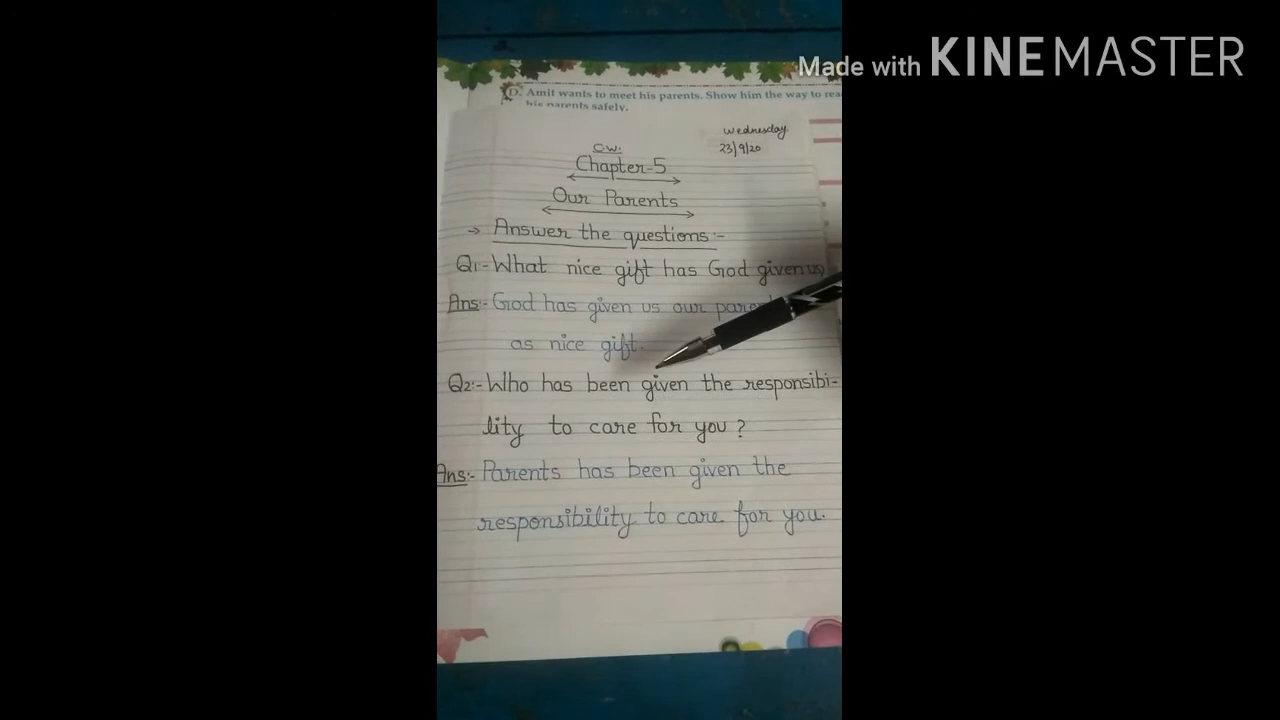 Made with KINEMASTER
D. Amit wants to meet his parents. Show him the way to rea
his parents safely.
Wednesday
23/9/20
C.W.
Chapter-5
Our Parents
→ Answer the questions:-
Q1:- What nice gift has God given us
Ans:- God has given us our paren
as nice gift.
Q2:- Who has been given the responsibi-
lity to care for you?
Ans:- Parents has been given the
responsibility to care for you.